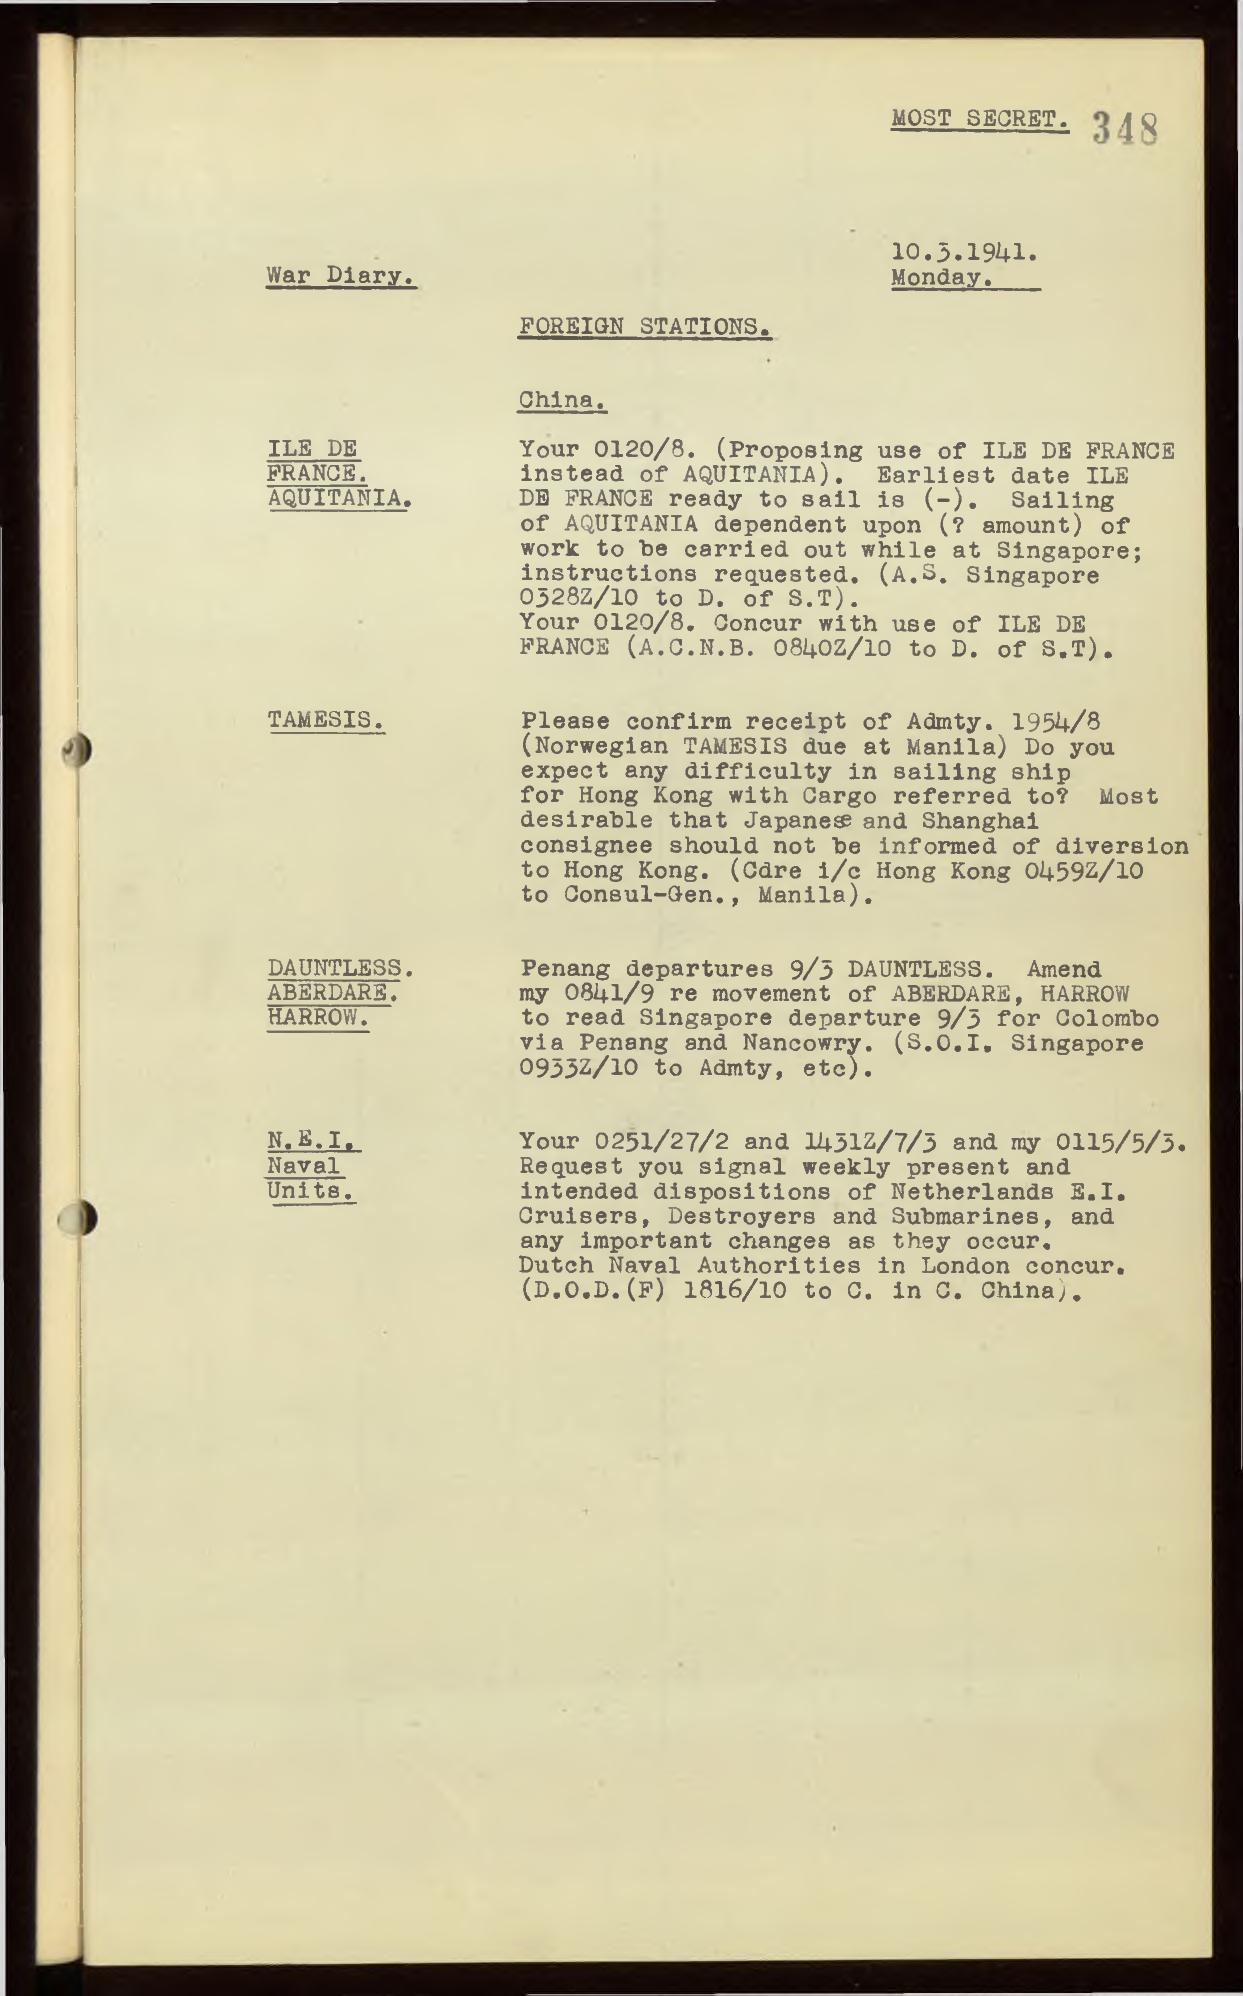 MOST SECRET. 348
10.3.1941.
War Diary.
Monday.
FOREIGN STATIONS.
China.
ILE DE
FRANCE.
AQUITANIA.
Your 0120/8. (Proposing use of ILE DE FRANCE
instead of AQUITANIA). Earliest date ILE
DE FRANCE ready to sail is (-). Sailing
of AQUITANIA dependent upon (? amount) of
work to be carried out while at Singapore;
instructions requested. (A.S. Singapore
0328Z/10 to D. of S.T).
Your 0120/8. Concur with use of ILE DE
FRANCE (A.C.N.B. 0840Z/10 to D. of S.T).
TAMESIS.
Please confirm receipt of Admty. 1954/8
(Norwegian TAMESIS due at Manila) Do you
expect any difficulty in sailing ship
for Hong Kong with Cargo referred to? Most
desirable that Japanese and Shanghai
consignee should not be informed of diversion
to Hong Kong. (Cdre i/c Hong Kong 0459Z/10
to Consul-Gen., Manila).
DAUNTLESS.
ABERDARE.
HARROW.
Penang departures 9/3 DAUNTLESS. Amend
my 0841/9 re movement of ABERDARE, HARROW
to read Singapore departure 9/3 for Colombo
via Penang and Nancowry. (S.O.I. Singapore
0933Z/10 to Admty, etc).
N.E.I.
Naval
Units.
Your 0251/27/2 and 1431Z/7/3 and my 0115/5/3.
Request you signal weekly present and
intended dispositions of Netherlands E.I.
Cruisers, Destroyers and Submarines, and
any important changes as they occur.
Dutch Naval Authorities in London concur.
(D.O.D.(F) 1816/10 to C. in C. China).